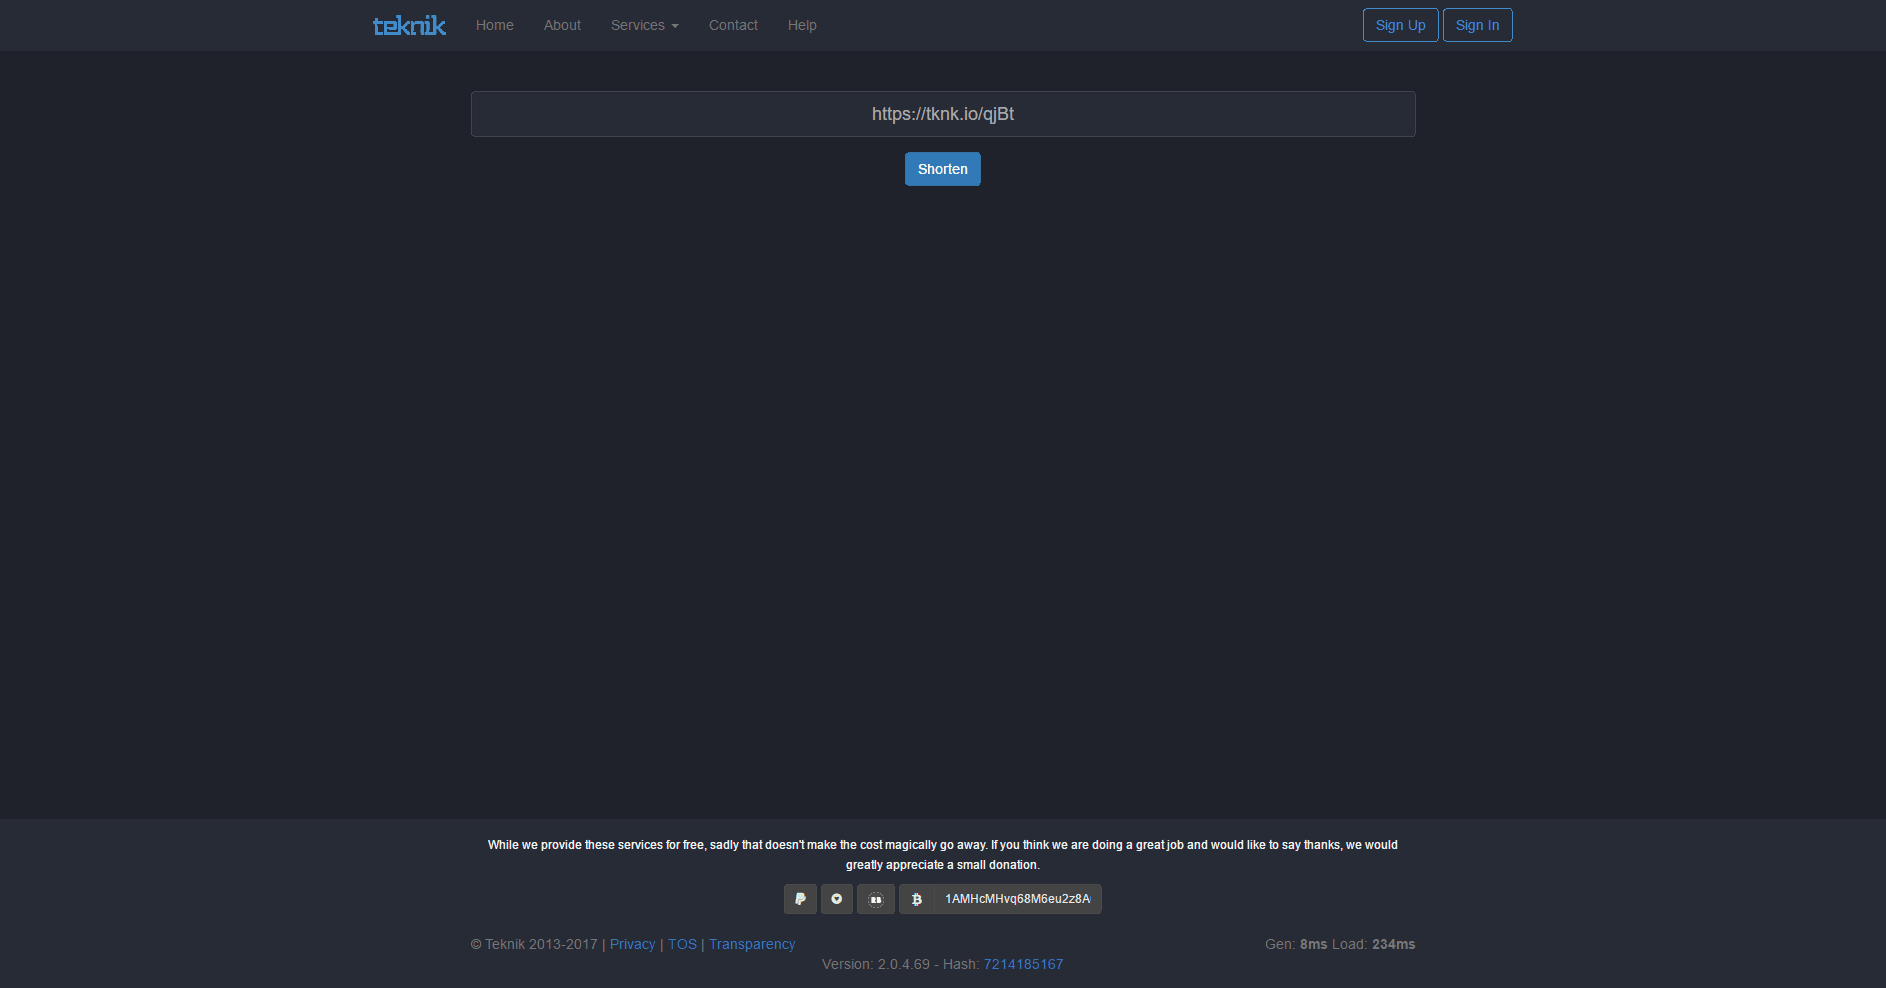 teknik Home About Services Contact Help Sign Up Sign In
https://tknk.io/qjBt
Shorten
While we provide these services for free, sadly that doesn't make the cost magically go away. If you think we are doing a great job and would like to say thanks, we would
greatly appreciate a small donation.
1AMHcMHvq68M6eu2z8A
© Teknik 2013-2017 | Privacy | TOS | Transparency Gen: 8ms Load: 234ms
Version: 2.0.4.69 - Hash: 7214185167